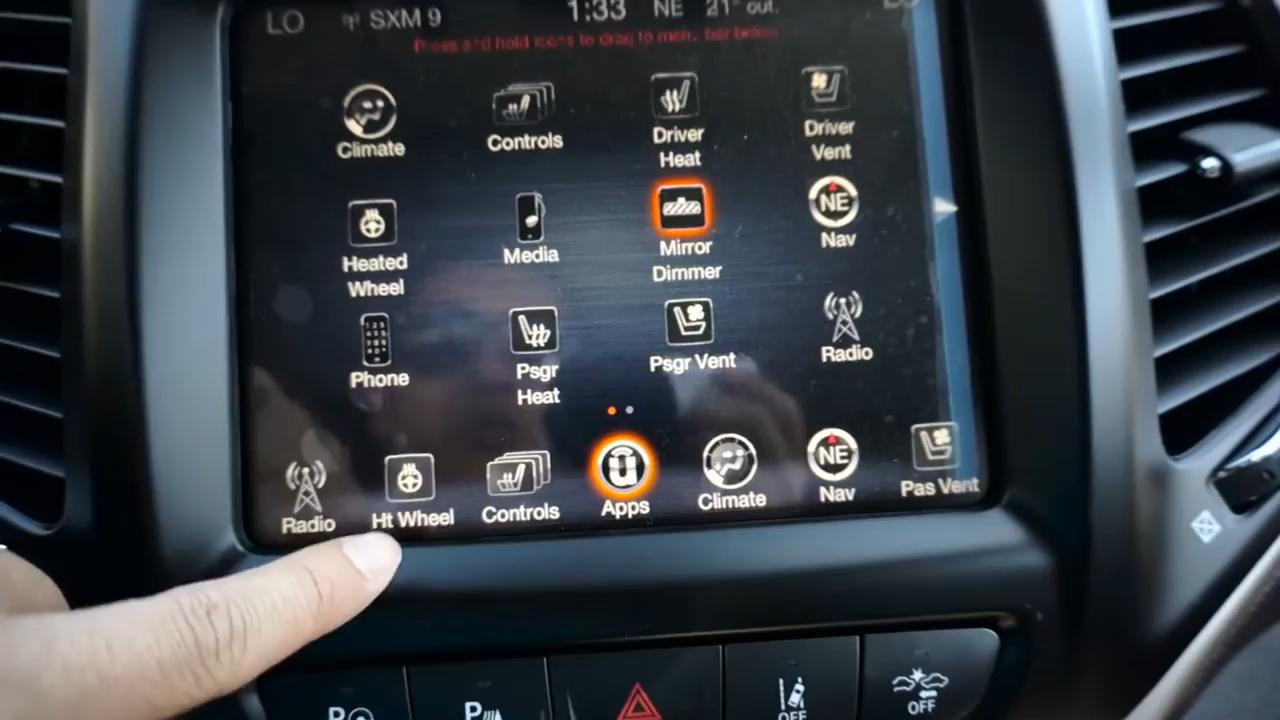 LO SXM 9 1:33 NE 21° out. LO
Press and hold icons to drag to menu bar below
Climate
Controls
Driver
Heat
Driver
Vent
Heated
Wheel
Media
Mirror
Dimmer
NE
Nav
Phone
Psgr
Heat
Psgr Vent
Radio
Radio
Ht Wheel
Controls
Apps
Climate
NE
Nav
Pas Vent
P
P
OFF
OFF